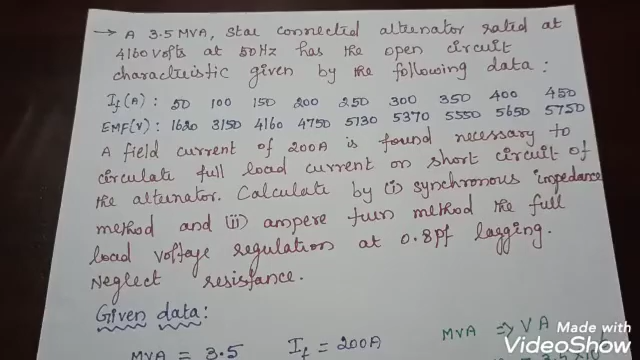 → A 3.5 MVA, star connected alternator rated at
4160 volts at 50Hz has the open circuit
characteristic given by the following data:
If(A): 50 100 150 200 250 300 350 400 450
EMF(V): 1620 3150 4160 4750 5130 5370 5550 5650 5750
A field current of 200A is found necessary to
circulate full load current on short circuit of
the alternator. Calculate by (i) synchronous impedance
method and (ii) ampere turn method the full
load voltage regulation at 0.8pf lagging.
Neglect resistance.
Given data:
MVA ⇒ VA
MVA = 3.5 If = 200A
Made with
VideoShow